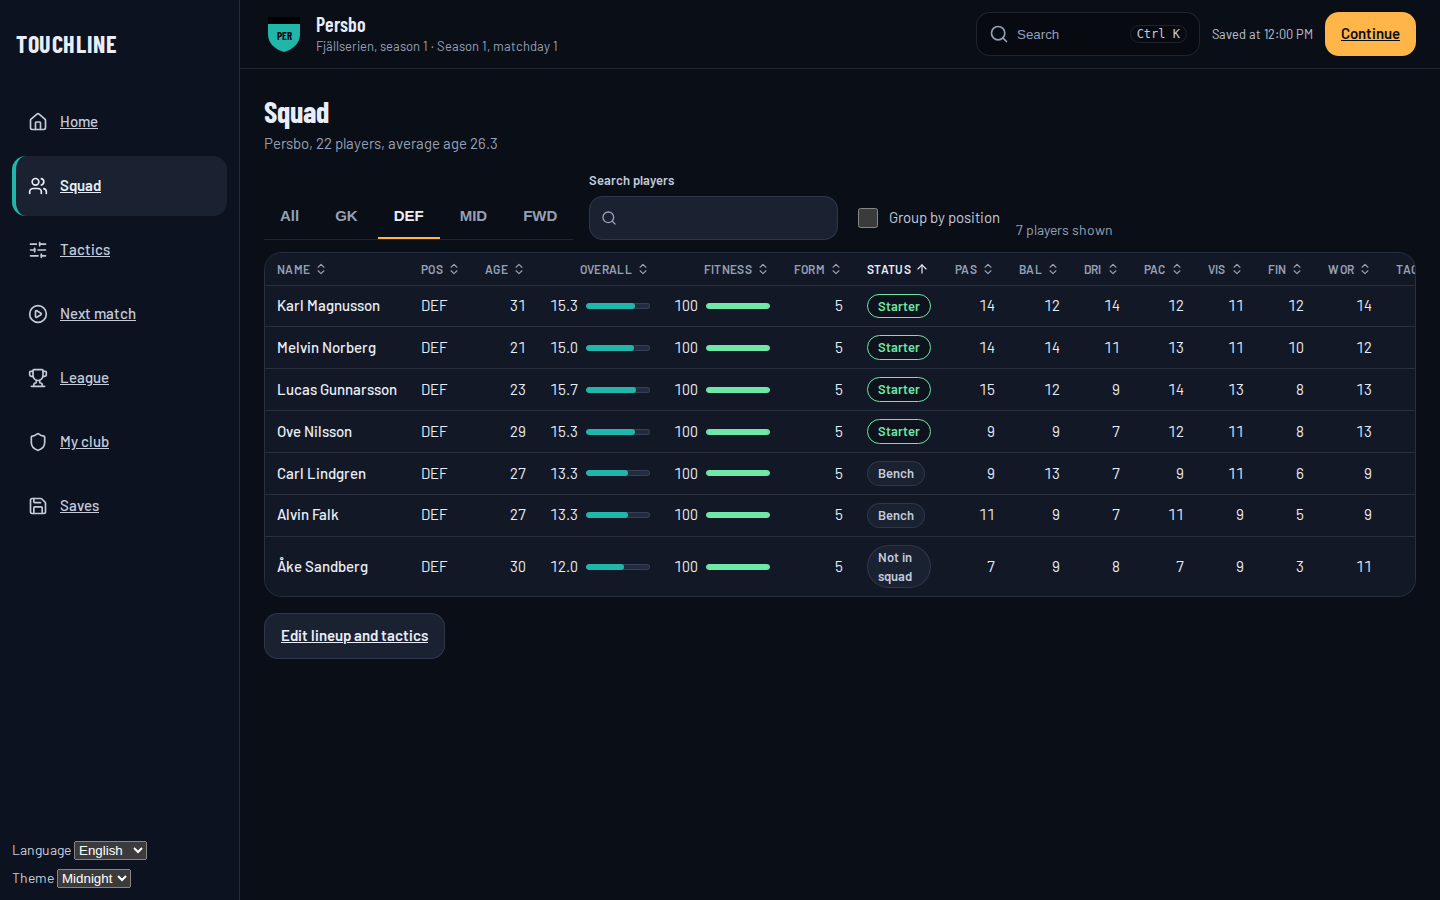 TOUCHLINE
Home
Squad
Tactics
Next match
League
My club
Saves
Language English
Theme Midnight
PER
Persbo
Fjällserien, season 1 · Season 1, matchday 1
Search Ctrl K
Saved at 12:00 PM
Continue
Squad
Persbo, 22 players, average age 26.3
All GK DEF MID FWD
Search players
Group by position
7 players shown
NAME POS AGE OVERALL FITNESS FORM STATUS PAS BAL DRI PAC VIS FIN WOR TAC
Karl Magnusson DEF 31 15.3 100 5 Starter 14 12 14 12 11 12 14
Melvin Norberg DEF 21 15.0 100 5 Starter 14 14 11 13 11 10 12
Lucas Gunnarsson DEF 23 15.7 100 5 Starter 15 12 9 14 13 8 13
Ove Nilsson DEF 29 15.3 100 5 Starter 9 9 7 12 11 8 13
Carl Lindgren DEF 27 13.3 100 5 Bench 9 13 7 9 11 6 9
Alvin Falk DEF 27 13.3 100 5 Bench 11 9 7 11 9 5 9
Åke Sandberg DEF 30 12.0 100 5 Not in squad 7 9 8 7 9 3 11
Edit lineup and tactics